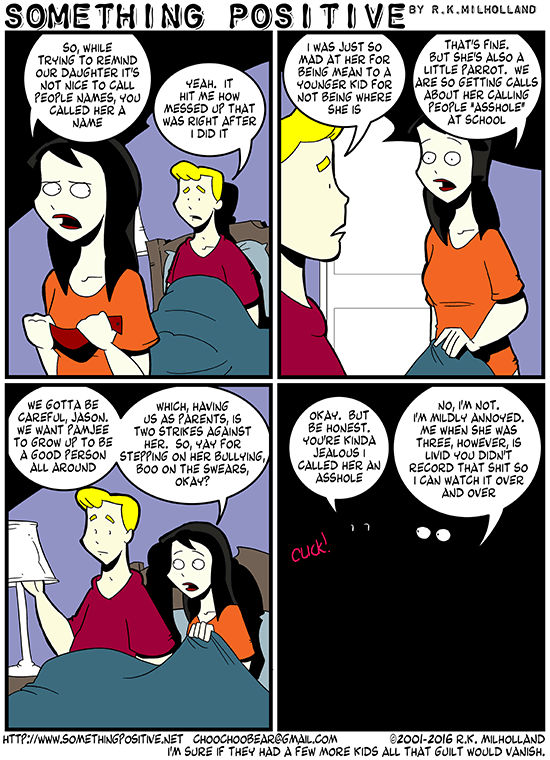 SOMETHING POSITIVE BY R.K.MILHOLLAND
SO, WHILE
TRYING TO REMIND
OUR DAUGHTER IT'S
NOT NICE TO CALL
PEOPLE NAMES, YOU
CALLED HER A
NAME
YEAH. IT
HIT ME HOW
MESSED UP THAT
WAS RIGHT AFTER
I DID IT
I WAS JUST SO
MAD AT HER FOR
BEING MEAN TO A
YOUNGER KID FOR
NOT BEING WHERE
SHE IS
THAT'S FINE.
BUT SHE'S ALSO A
LITTLE PARROT. WE
ARE SO GETTING CALLS
ABOUT HER CALLING
PEOPLE "ASSHOLE"
AT SCHOOL
WE GOTTA BE
CAREFUL, JASON.
WE WANT PAMJEE
TO GROW UP TO BE
A GOOD PERSON
ALL AROUND
WHICH, HAVING
US AS PARENTS, IS
TWO STRIKES AGAINST
HER. SO, YAY FOR
STEPPING ON HER BULLYING,
BOO ON THE SWEARS,
OKAY?
OKAY. BUT
BE HONEST.
YOU'RE KINDA
JEALOUS I
CALLED HER AN
ASSHOLE
NO, I'M NOT.
I'M MILDLY ANNOYED.
ME WHEN SHE WAS
THREE, HOWEVER, IS
LIVID YOU DIDN'T
RECORD THAT SHIT SO
I CAN WATCH IT OVER
AND OVER
CLICK!
HTTP://WWW.SOMETHINGPOSITIVE.NET CHOOCHOOBEAR@GMAIL.COM ©2001-2016 R.K. MILHOLLAND
I'M SURE IF THEY HAD A FEW MORE KIDS ALL THAT GUILT WOULD VANISH.